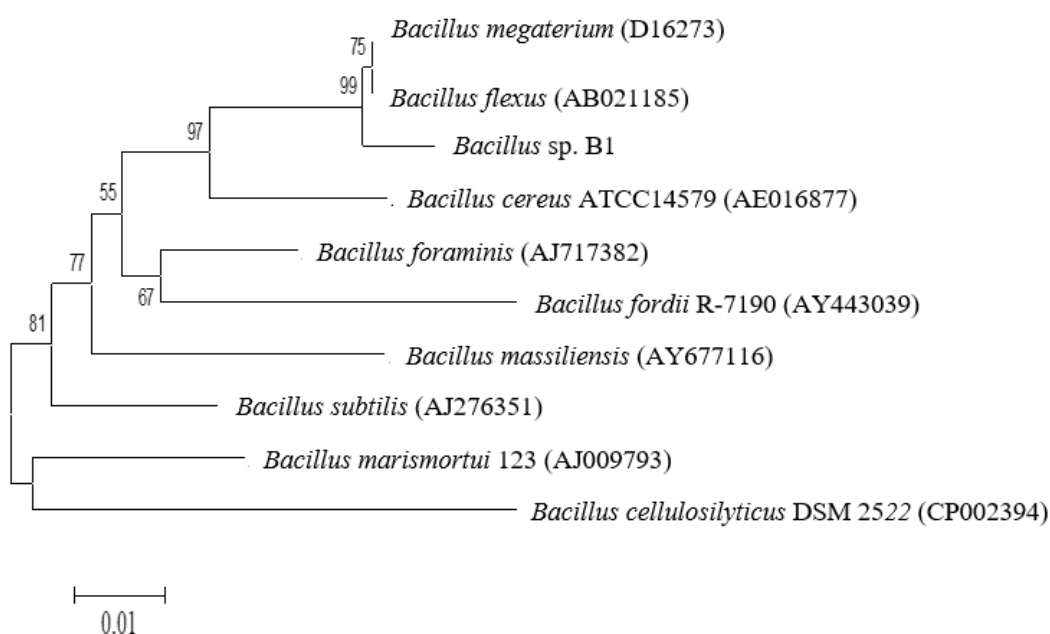 Bacillus megaterium (D16273)
75
99
Bacillus flexus (AB021185)
97
Bacillus sp. B1
55
Bacillus cereus ATCC14579 (AE016877)
Bacillus foraminis (AJ717382)
77
67
Bacillus fordii R-7190 (AY443039)
81
Bacillus massiliensis (AY677116)
Bacillus subtilis (AJ276351)
Bacillus marismortui 123 (AJ009793)
Bacillus cellulosilyticus DSM 2522 (CP002394)
0.01